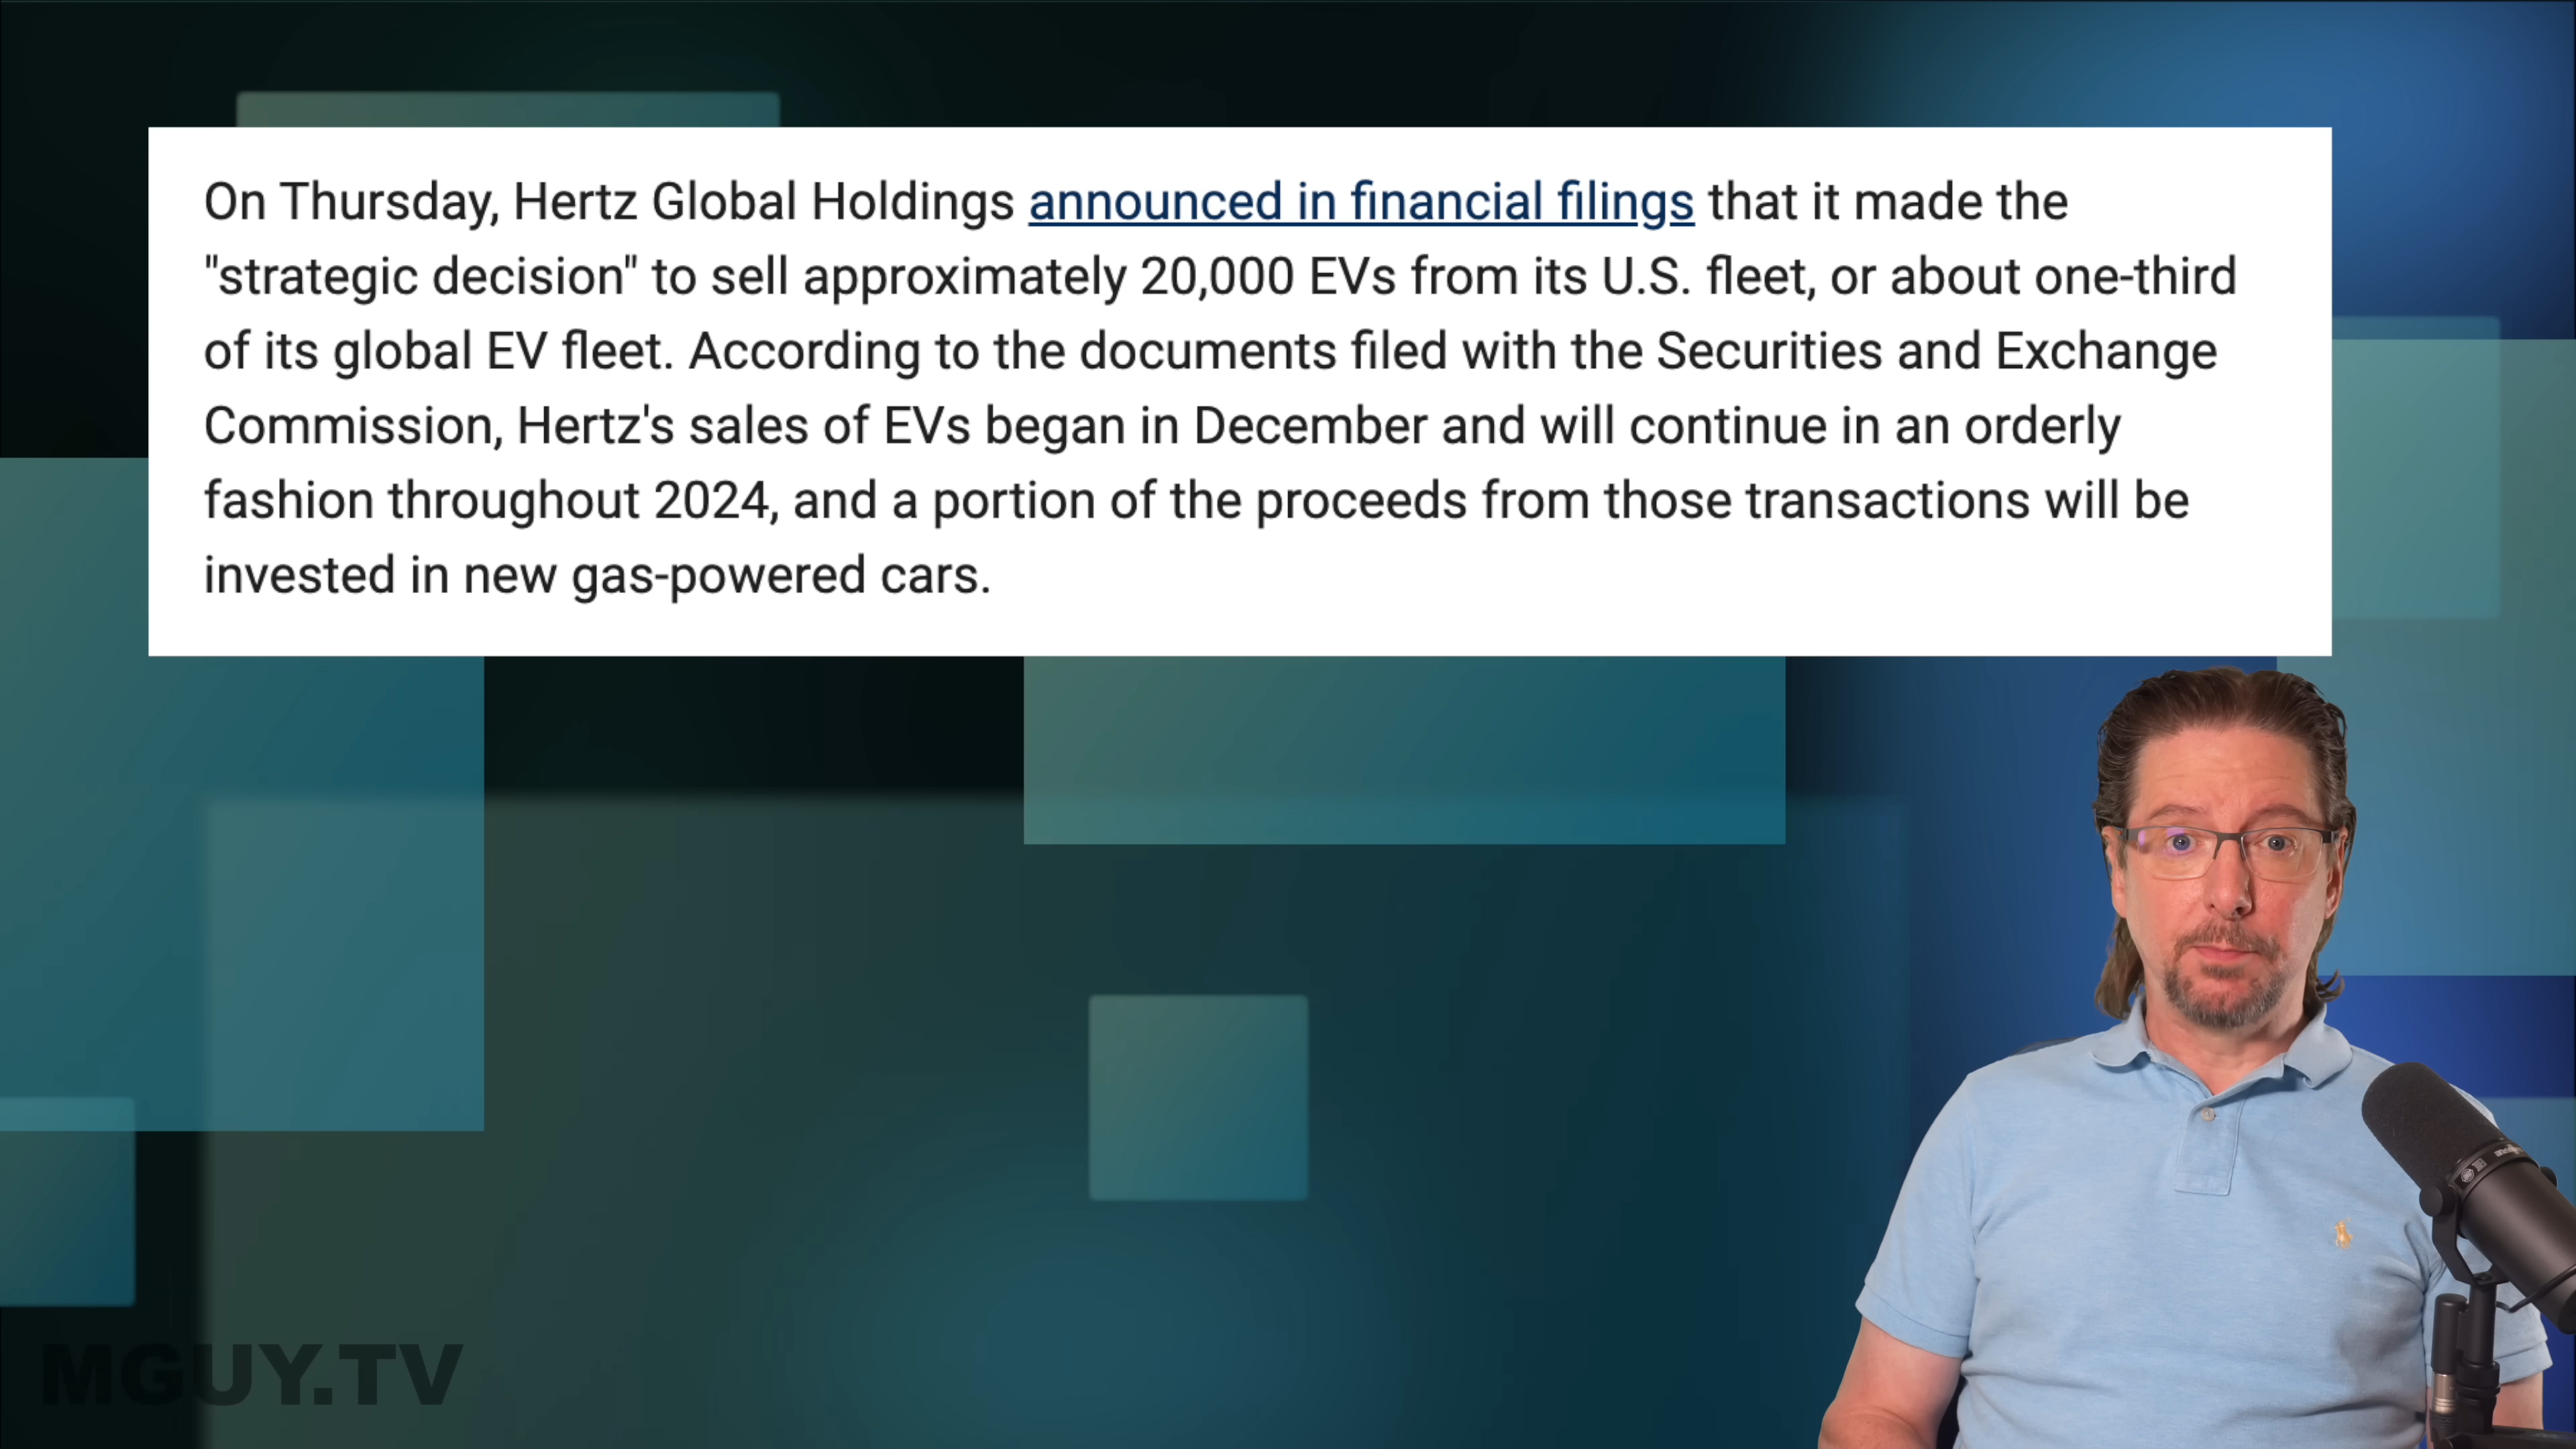 On Thursday, Hertz Global Holdings announced in financial filings that it made the
"strategic decision" to sell approximately 20,000 EVs from its U.S. fleet, or about one-third
of its global EV fleet. According to the documents filed with the Securities and Exchange
Commission, Hertz's sales of EVs began in December and will continue in an orderly
fashion throughout 2024, and a portion of the proceeds from those transactions will be
invested in new gas-powered cars.
MGUY.TV